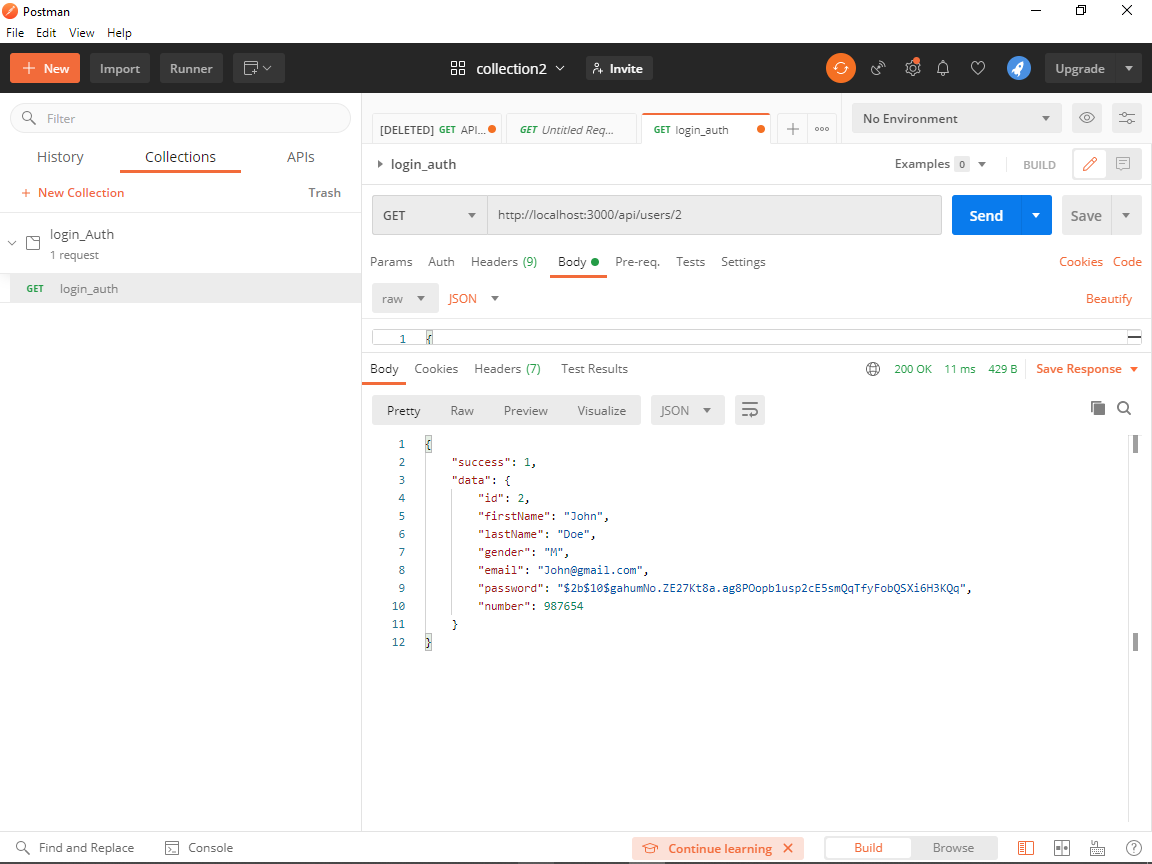 Postman
File Edit View Help
+ New Import Runner collection2 Invite Upgrade
Filter
History Collections APIs
+ New Collection Trash
login_Auth
1 request
GET login_auth
[DELETED] GET API... GET Untitled Req... GET login_auth + ooo No Environment
login_auth Examples 0 BUILD
GET http://localhost:3000/api/users/2 Send Save
Params Auth Headers (9) Body Pre-req. Tests Settings Cookies Code
raw JSON Beautify
1 {
Body Cookies Headers (7) Test Results 200 OK 11 ms 429 B Save Response
Pretty Raw Preview Visualize JSON
1 {
2 "success": 1,
3 "data": {
4 "id": 2,
5 "firstName": "John",
6 "lastName": "Doe",
7 "gender": "M",
8 "email": "John@gmail.com",
9 "password": "$2b$10$gahumNo.ZE27Kt8a.ag8POopb1usp2cE5smQqTfyFobQSXi6H3KQq",
10 "number": 987654
11 }
12 }
Find and Replace Console Continue learning Build Browse